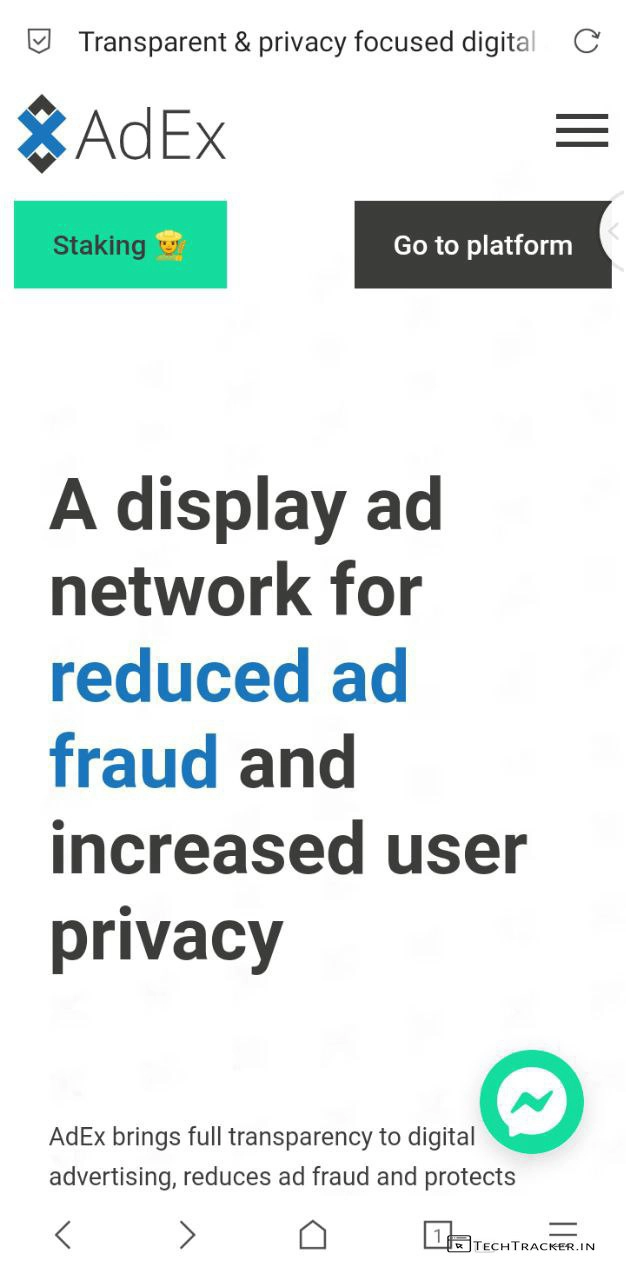 Transparent & privacy focused digital
AdEx
Staking 🧑‍🌾
Go to platform
A display ad
network for
reduced ad
fraud and
increased user
privacy
AdEx brings full transparency to digital
advertising, reduces ad fraud and protects
1
TECHTRACKER.IN